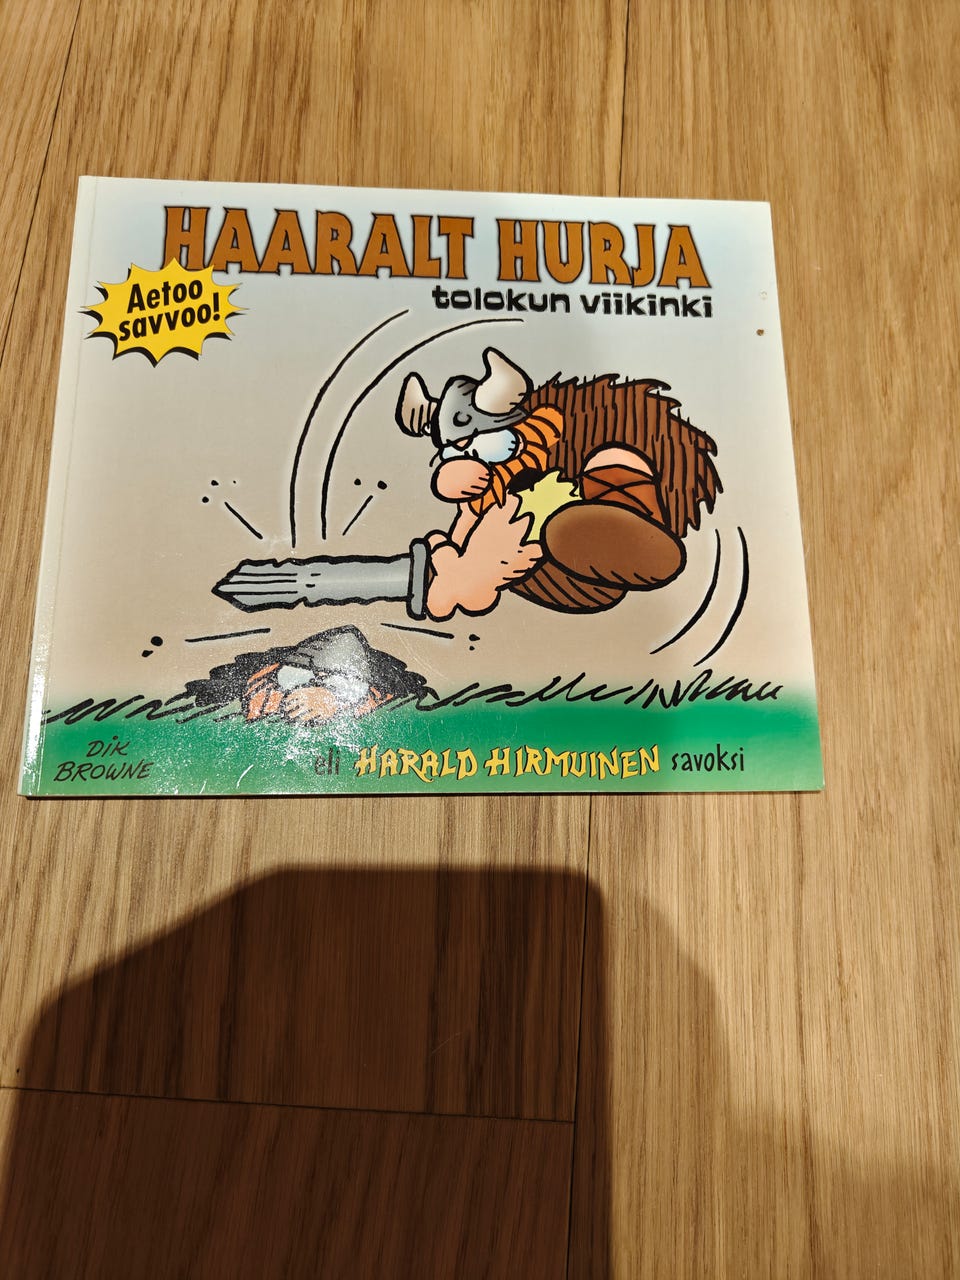 HAARALT HURJA
tolokun viikinki
Aetoo
savvoo!
DIK
BROWNE
eli HARALD HIRMUINEN savoksi